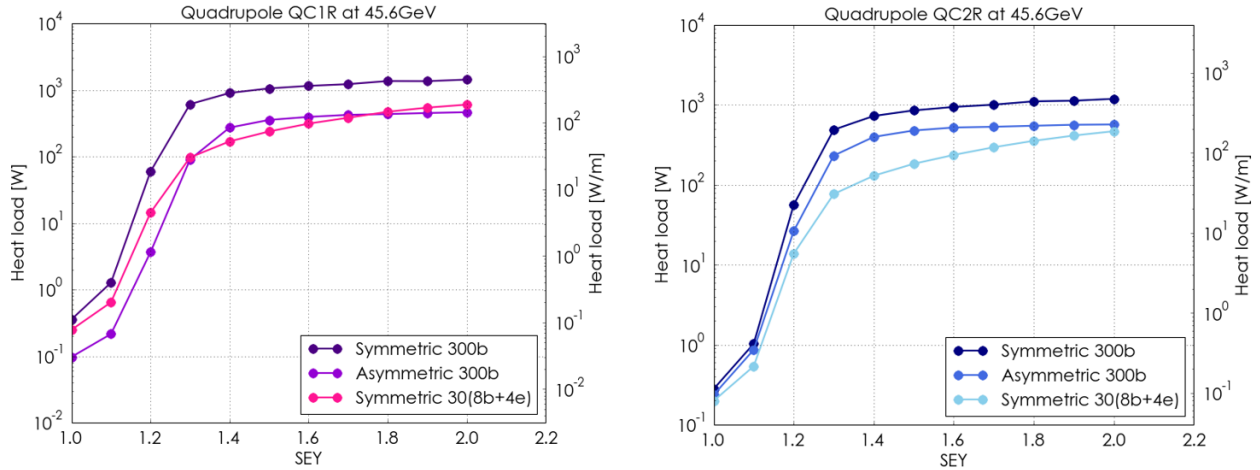 Quadrupole QC1R at 45.6GeV
10^4
10^3
10^2
10^1
10^0
10^-1
10^-2
Heat load [W]
10^3
10^2
10^1
10^0
10^-1
10^-2
Heat load [W/m]
Symmetric 300b
Asymmetric 300b
Symmetric 30(8b+4e)
1.0 1.2 1.4 1.6 1.8 2.0 2.2
SEY
Quadrupole QC2R at 45.6GeV
10^4
10^3
10^2
10^1
10^0
10^-1
Heat load [W]
10^3
10^2
10^1
10^0
10^-1
Heat load [W/m]
Symmetric 300b
Asymmetric 300b
Symmetric 30(8b+4e)
1.0 1.2 1.4 1.6 1.8 2.0 2.2
SEY